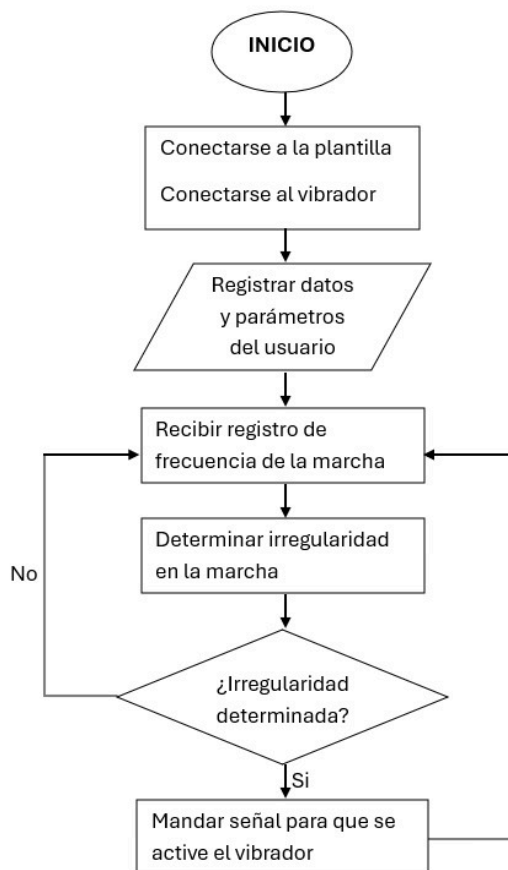 INICIO
Conectarse a la plantilla
Conectarse al vibrador
Registrar datos
y parámetros
del usuario
Recibir registro de
frecuencia de la marcha
Determinar irregularidad
en la marcha
No
¿Irregularidad
determinada?
Si
Mandar señal para que se
active el vibrador